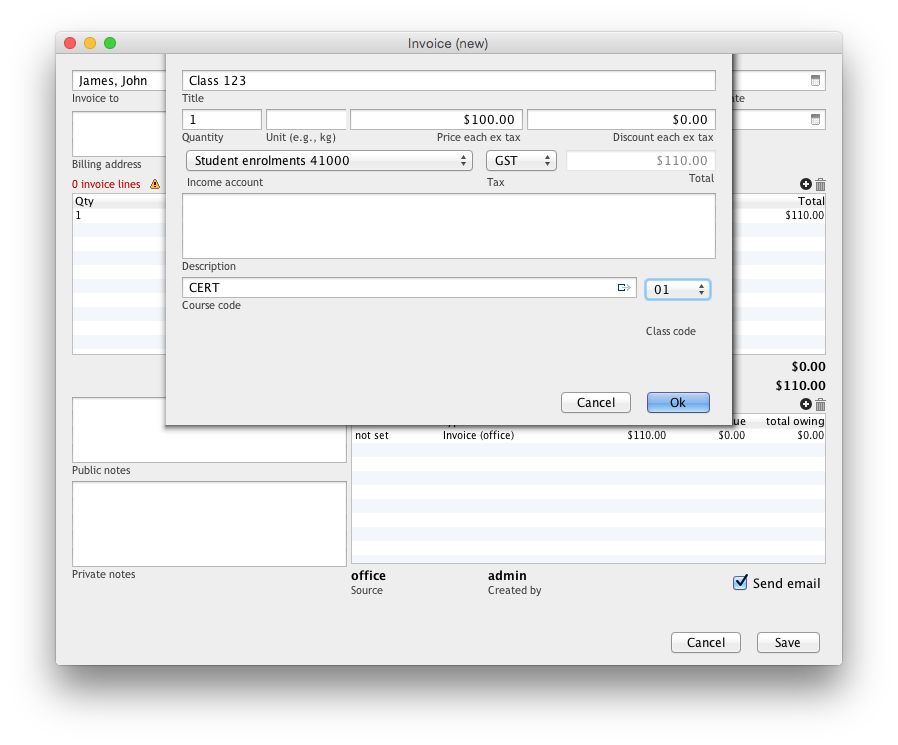 Invoice (new)
James, John
Class 123
Invoice to
Title
1
$100.00
$0.00
Quantity
Unit (e.g., kg)
Price each ex tax
Discount each ex tax
Student enrolments 41000
GST
$110.00
Billing address
Income account
Tax
Total
0 invoice lines
Qty
Total
1
$110.00
Description
CERT
01
Course code
Class code
$0.00
$110.00
Cancel
Ok
total owing
not set
Invoice (office)
$110.00
$0.00
$0.00
Public notes
Private notes
office
admin
Send email
Source
Created by
Cancel
Save